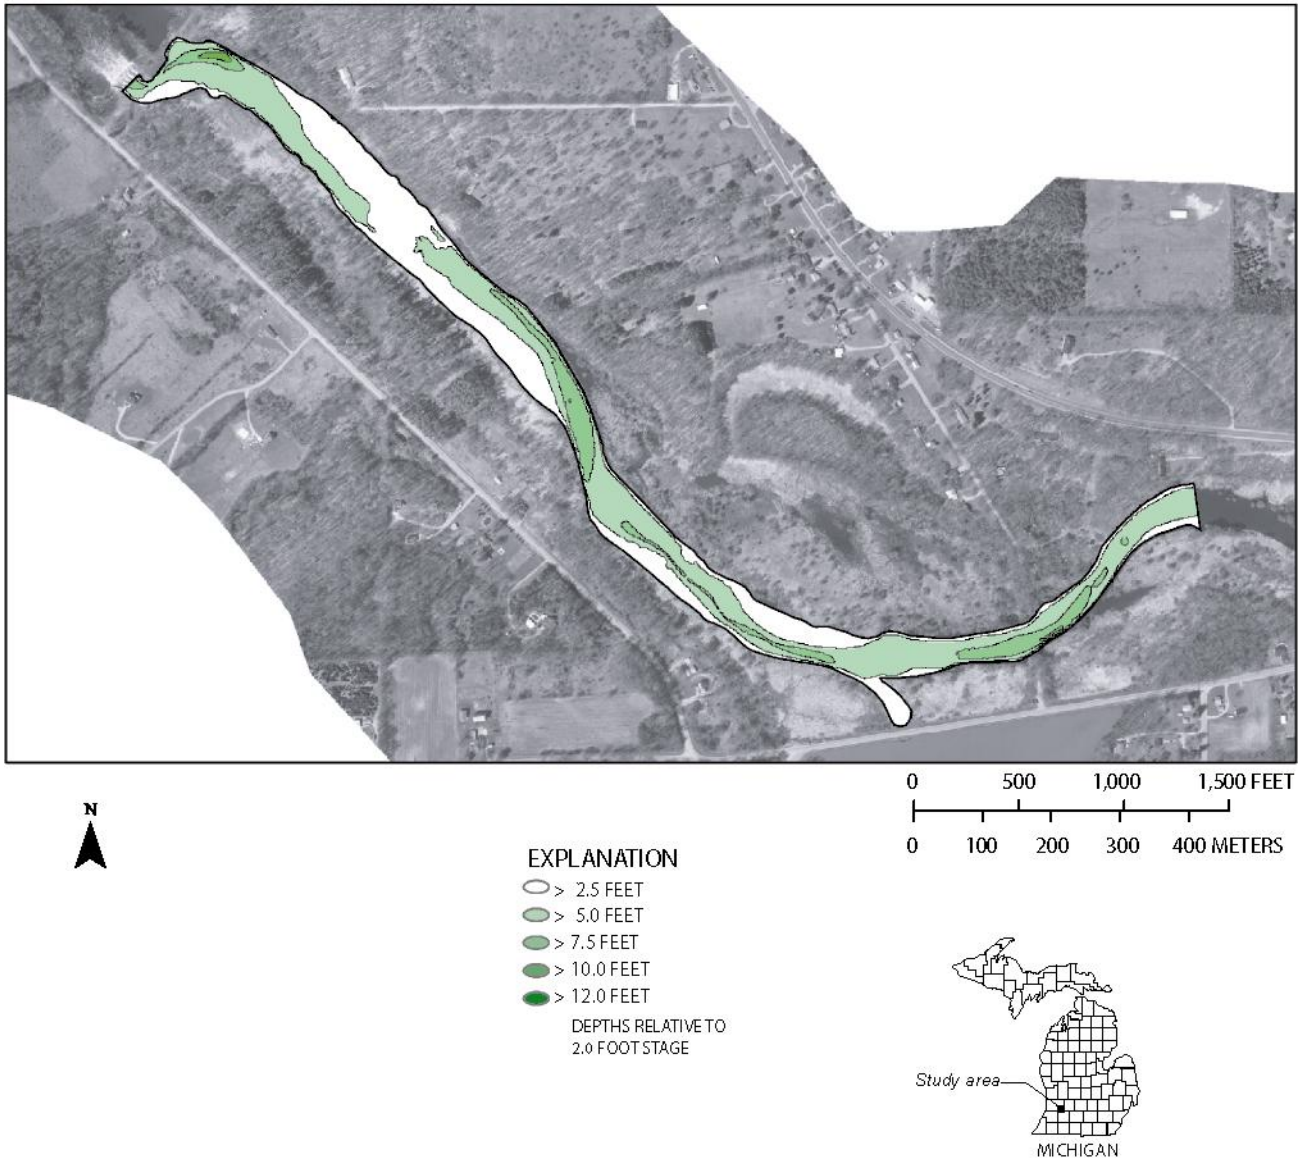 0 500 1,000 1,500 FEET
0 100 200 300 400 METERS
N
EXPLANATION
> 2.5 FEET
> 5.0 FEET
> 7.5 FEET
> 10.0 FEET
> 12.0 FEET
DEPTHS RELATIVE TO
2.0 FOOT STAGE
Study area
MICHIGAN